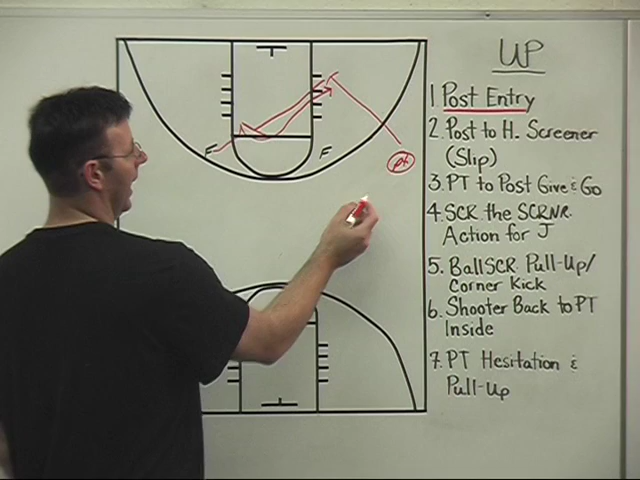 UP
1 Post Entry
2. Post to H. Screener
(Slip)
3. PT to Post Give & Go
4. SCR the SCRNR.
Action for J
5. Ball SCR Pull-Up/
Corner Kick
6. Shooter Back to PT
Inside
7. PT Hesitation &
Pull-Up
F
F
Pt